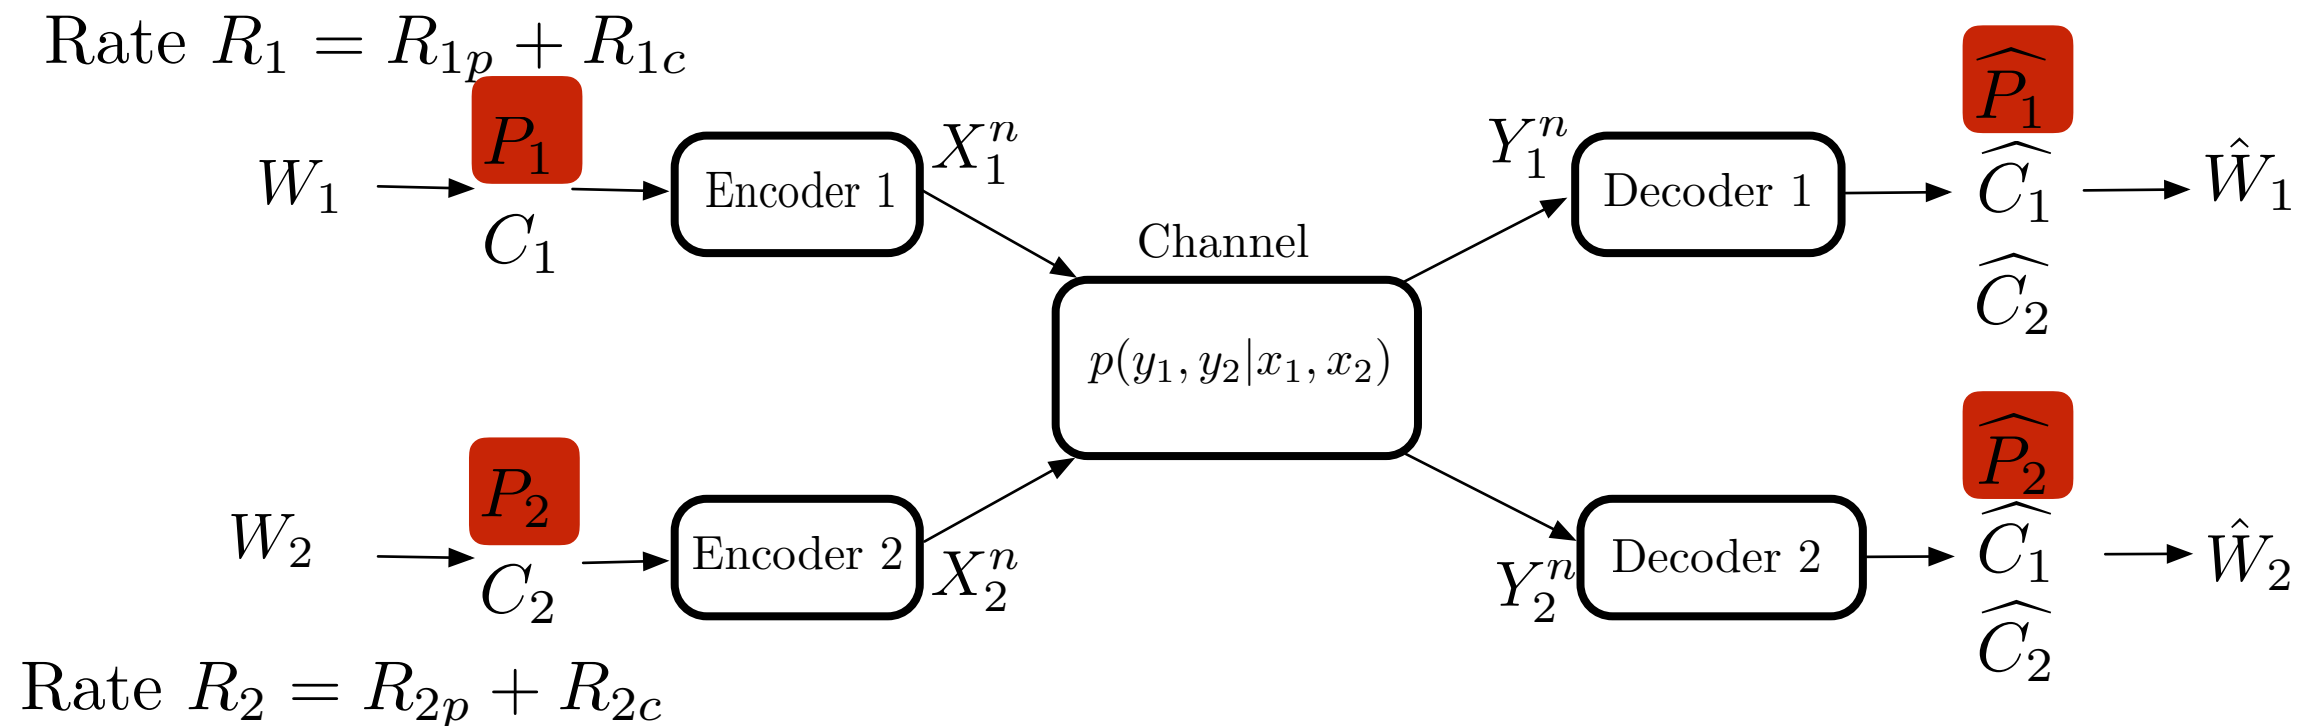 Rate R₁ = R₁ₚ + R₁c
W₁
P₁
C₁
Encoder 1
X₁ⁿ
W₂
P₂
C₂
Encoder 2
X₂ⁿ
Channel
p(y₁, y₂|x₁, x₂)
Y₁ⁿ
Decoder 1
P̂₁
Ĉ₁
Ĉ₂
Ŵ₁
Y₂ⁿ
Decoder 2
P̂₂
Ĉ₁
Ĉ₂
Ŵ₂
Rate R₂ = R₂ₚ + R₂c